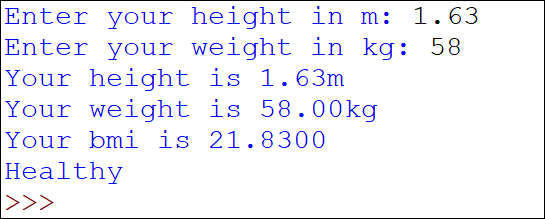 Enter your height in m: 1.63
Enter your weight in kg: 58
Your height is 1.63m
Your weight is 58.00kg
Your bmi is 21.8300
Healthy
>>>